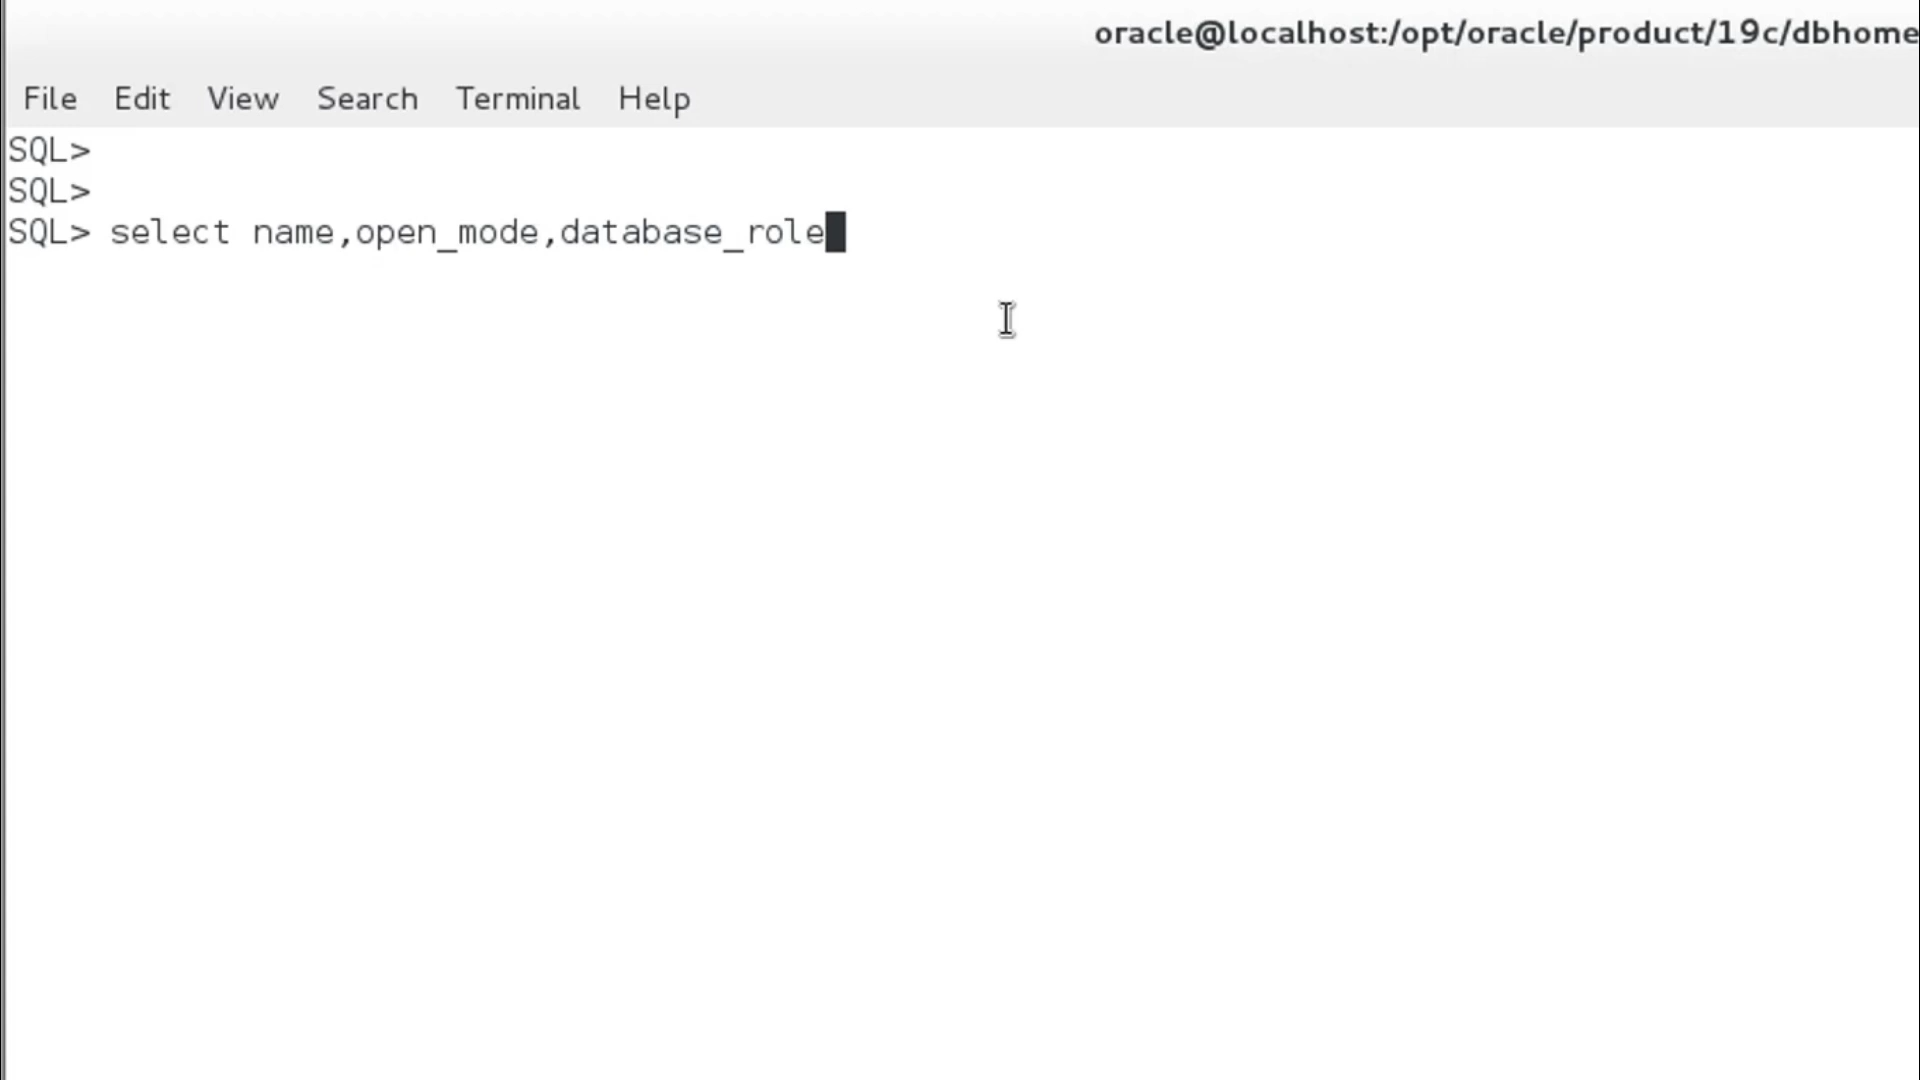 oracle@localhost:/opt/oracle/product/19c/dbhome
File Edit View Search Terminal Help
SQL>
SQL>
SQL> select name,open_mode,database_role